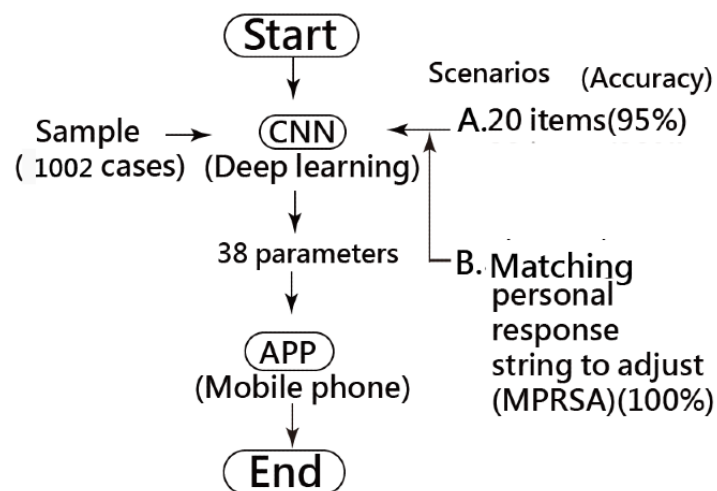 Start
Scenarios (Accuracy)
A.20 items(95%)
Sample
( 1002 cases)
CNN
(Deep learning)
38 parameters
B. Matching
personal
response
string to adjust
(MPRSA)(100%)
APP
(Mobile phone)
End